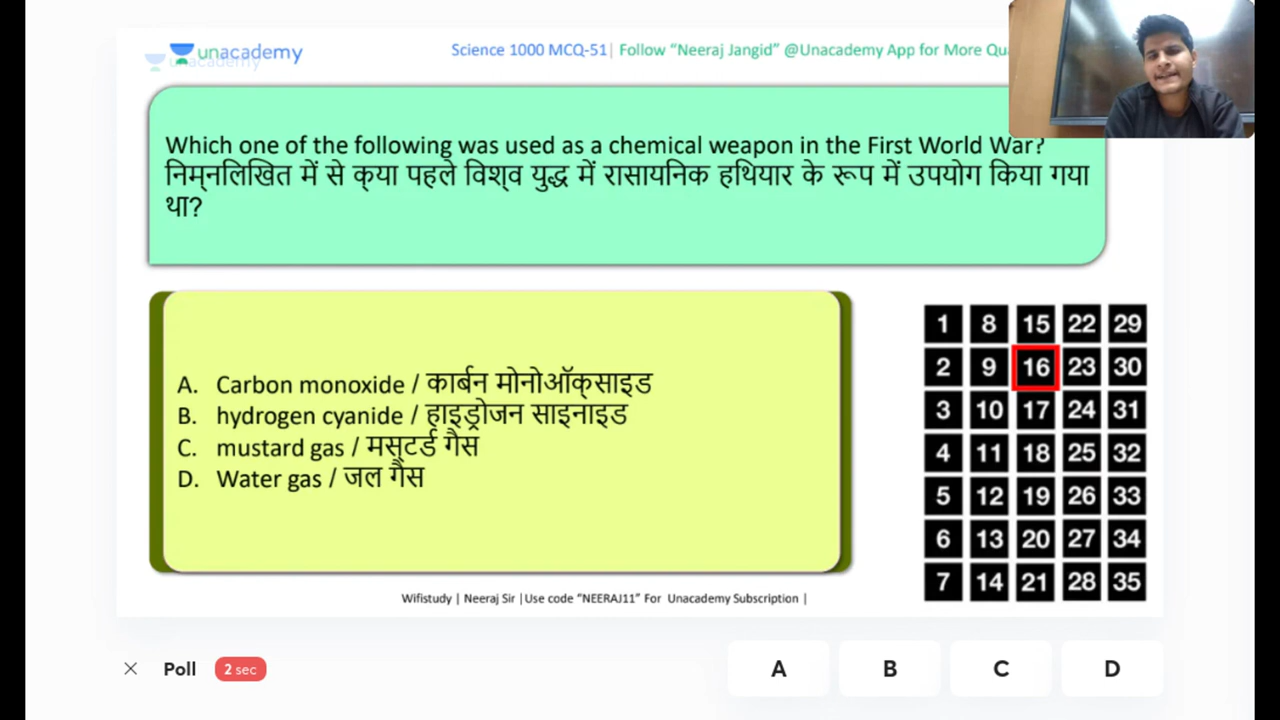 unacademy
unacademy
Science 1000 MCQ-51| Follow “Neeraj Jangid” @Unacademy App for More
Which one of the following was used as a chemical weapon in the First World War?
निम्नलिखित में से क्या पहले विश्व युद्ध में रासायनिक हथियार के रूप में उपयोग किया गया
था?
A. Carbon monoxide / कार्बन मोनोऑक्साइड
B. hydrogen cyanide / हाइड्रोजन साइनाइड
C. mustard gas / मस्टर्ड गैस
D. Water gas / जल गैस
1 8 15 22 29
2 9 16 23 30
3 10 17 24 31
4 11 18 25 32
5 12 19 26 33
6 13 20 27 34
7 14 21 28 35
Wifistudy | Neeraj Sir |Use code “NEERAJ11” For Unacademy Subscription |
× Poll 2 sec A B C D